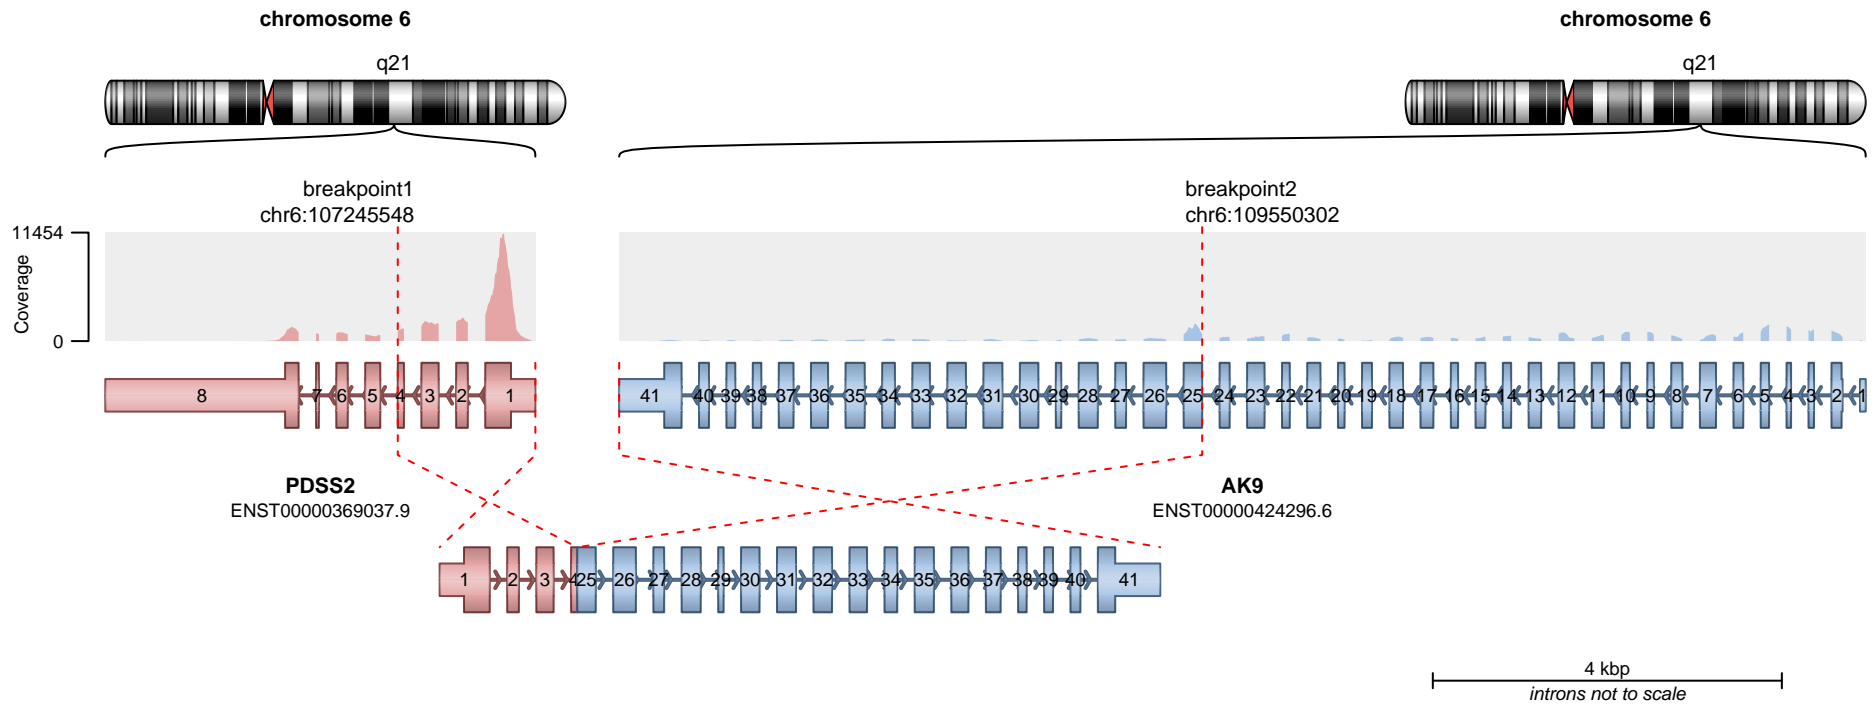 chromosome 6
chromosome 6
q21
q21
breakpoint1
chr6:107245548
breakpoint2
chr6:109550302
11454
Coverage
0
8 7 6 5 4 3 2 1
41 40 39 38 37 36 35 34 33 32 31 30 29 28 27 26 25 24 23 22 21 20 19 18 17 16 15 14 13 12 11 10 9 8 7 6 5 4 3 2 1
PDSS2
ENST00000369037.9
AK9
ENST00000424296.6
1 2 3 4 25 26 27 28 29 30 31 32 33 34 35 36 37 38 39 40 41
4 kbp
introns not to scale